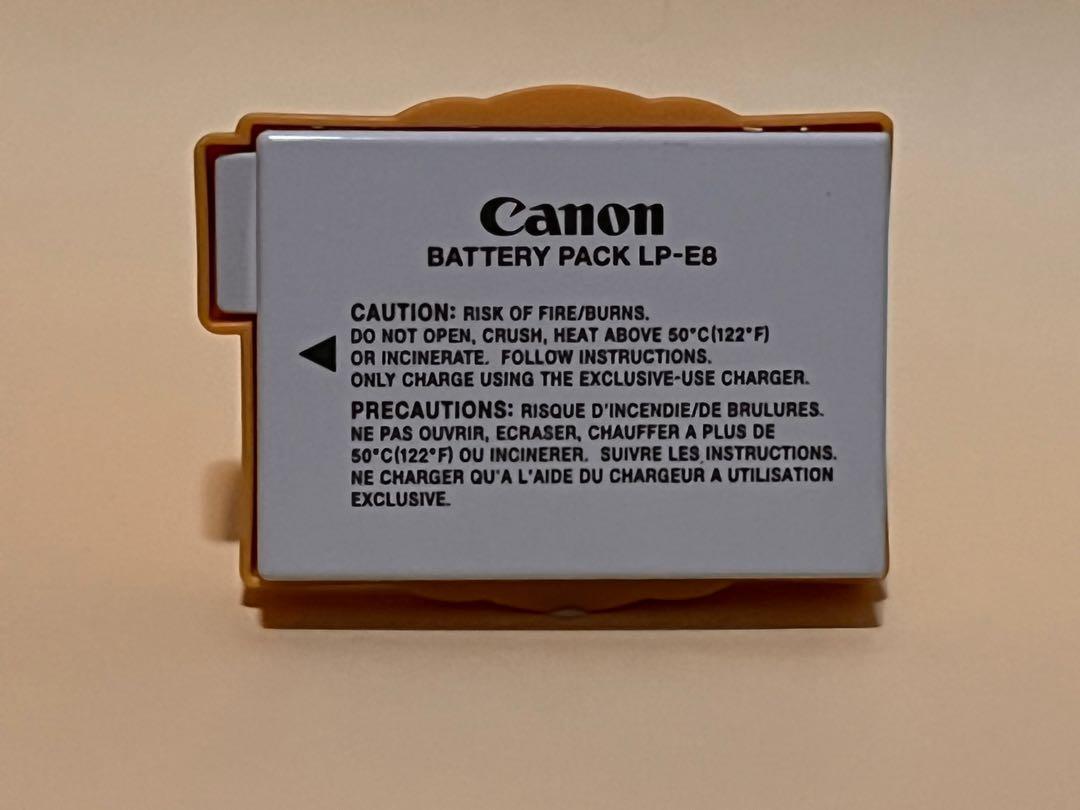 Canon
BATTERY PACK LP-E8
CAUTION: RISK OF FIRE/BURNS.
DO NOT OPEN, CRUSH, HEAT ABOVE 50°C(122°F)
OR INCINERATE. FOLLOW INSTRUCTIONS.
ONLY CHARGE USING THE EXCLUSIVE-USE CHARGER.
PRECAUTIONS: RISQUE D'INCENDIE/DE BRULURES.
NE PAS OUVRIR, ECRASER, CHAUFFER A PLUS DE
50°C(122°F) OU INCINERER. SUIVRE LES INSTRUCTIONS.
NE CHARGER QU'A L'AIDE DU CHARGEUR A UTILISATION
EXCLUSIVE.